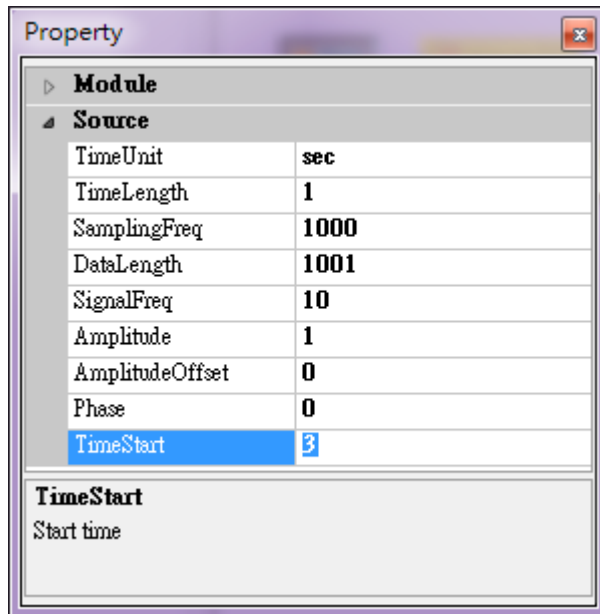 Property
Module
Source
TimeUnit sec
TimeLength 1
SamplingFreq 1000
DataLength 1001
SignalFreq 10
Amplitude 1
AmplitudeOffset 0
Phase 0
TimeStart 3
TimeStart
Start time